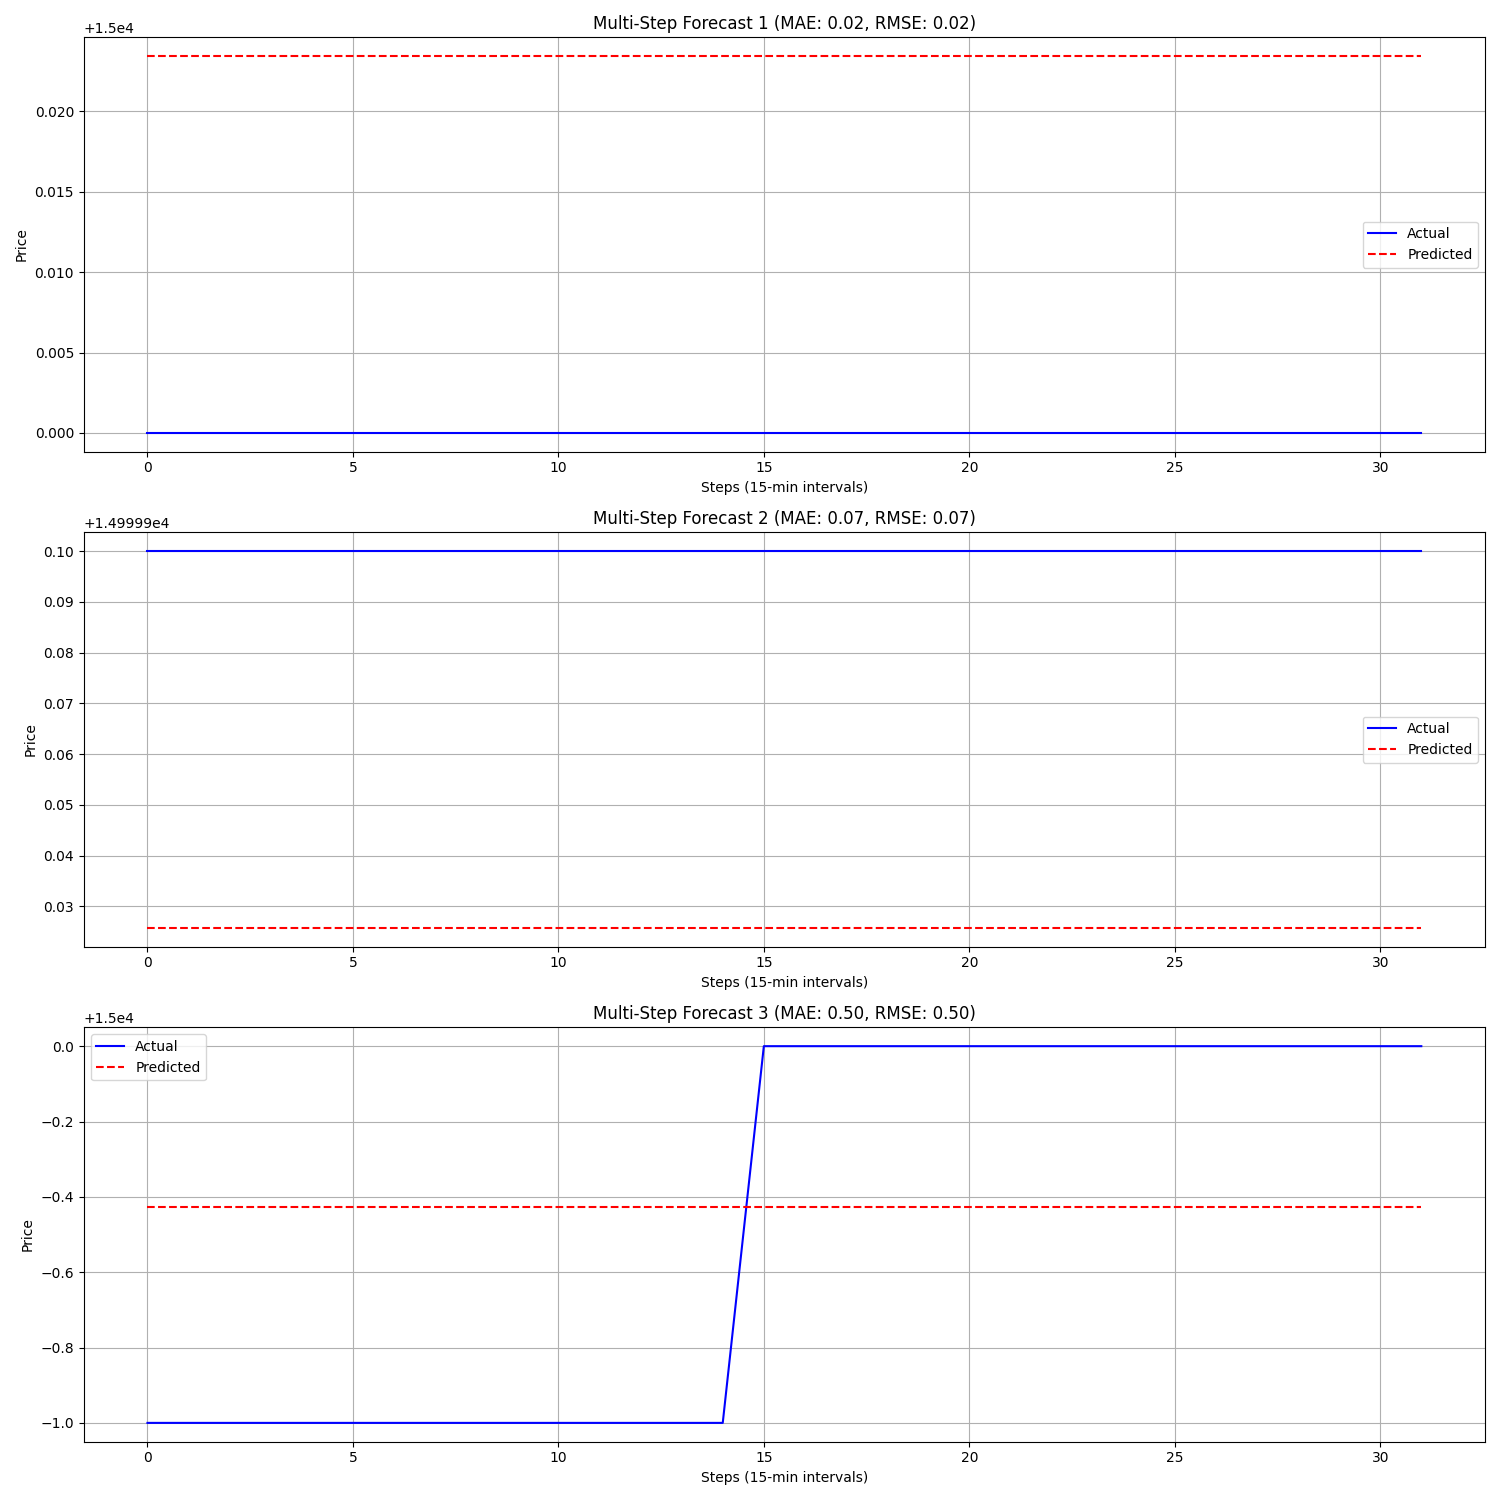 Multi-Step Forecast 1 (MAE: 0.02, RMSE: 0.02)
+1.5e4
0.020
0.015
0.010
0.005
0.000
Price
Actual
Predicted
0 5 10 15 20 25 30
Steps (15-min intervals)
Multi-Step Forecast 2 (MAE: 0.07, RMSE: 0.07)
+1.49999e4
0.10
0.09
0.08
0.07
0.06
0.05
0.04
0.03
Price
Actual
Predicted
0 5 10 15 20 25 30
Steps (15-min intervals)
Multi-Step Forecast 3 (MAE: 0.50, RMSE: 0.50)
+1.5e4
Actual
Predicted
0.0
−0.2
−0.4
−0.6
−0.8
−1.0
Price
0 5 10 15 20 25 30
Steps (15-min intervals)